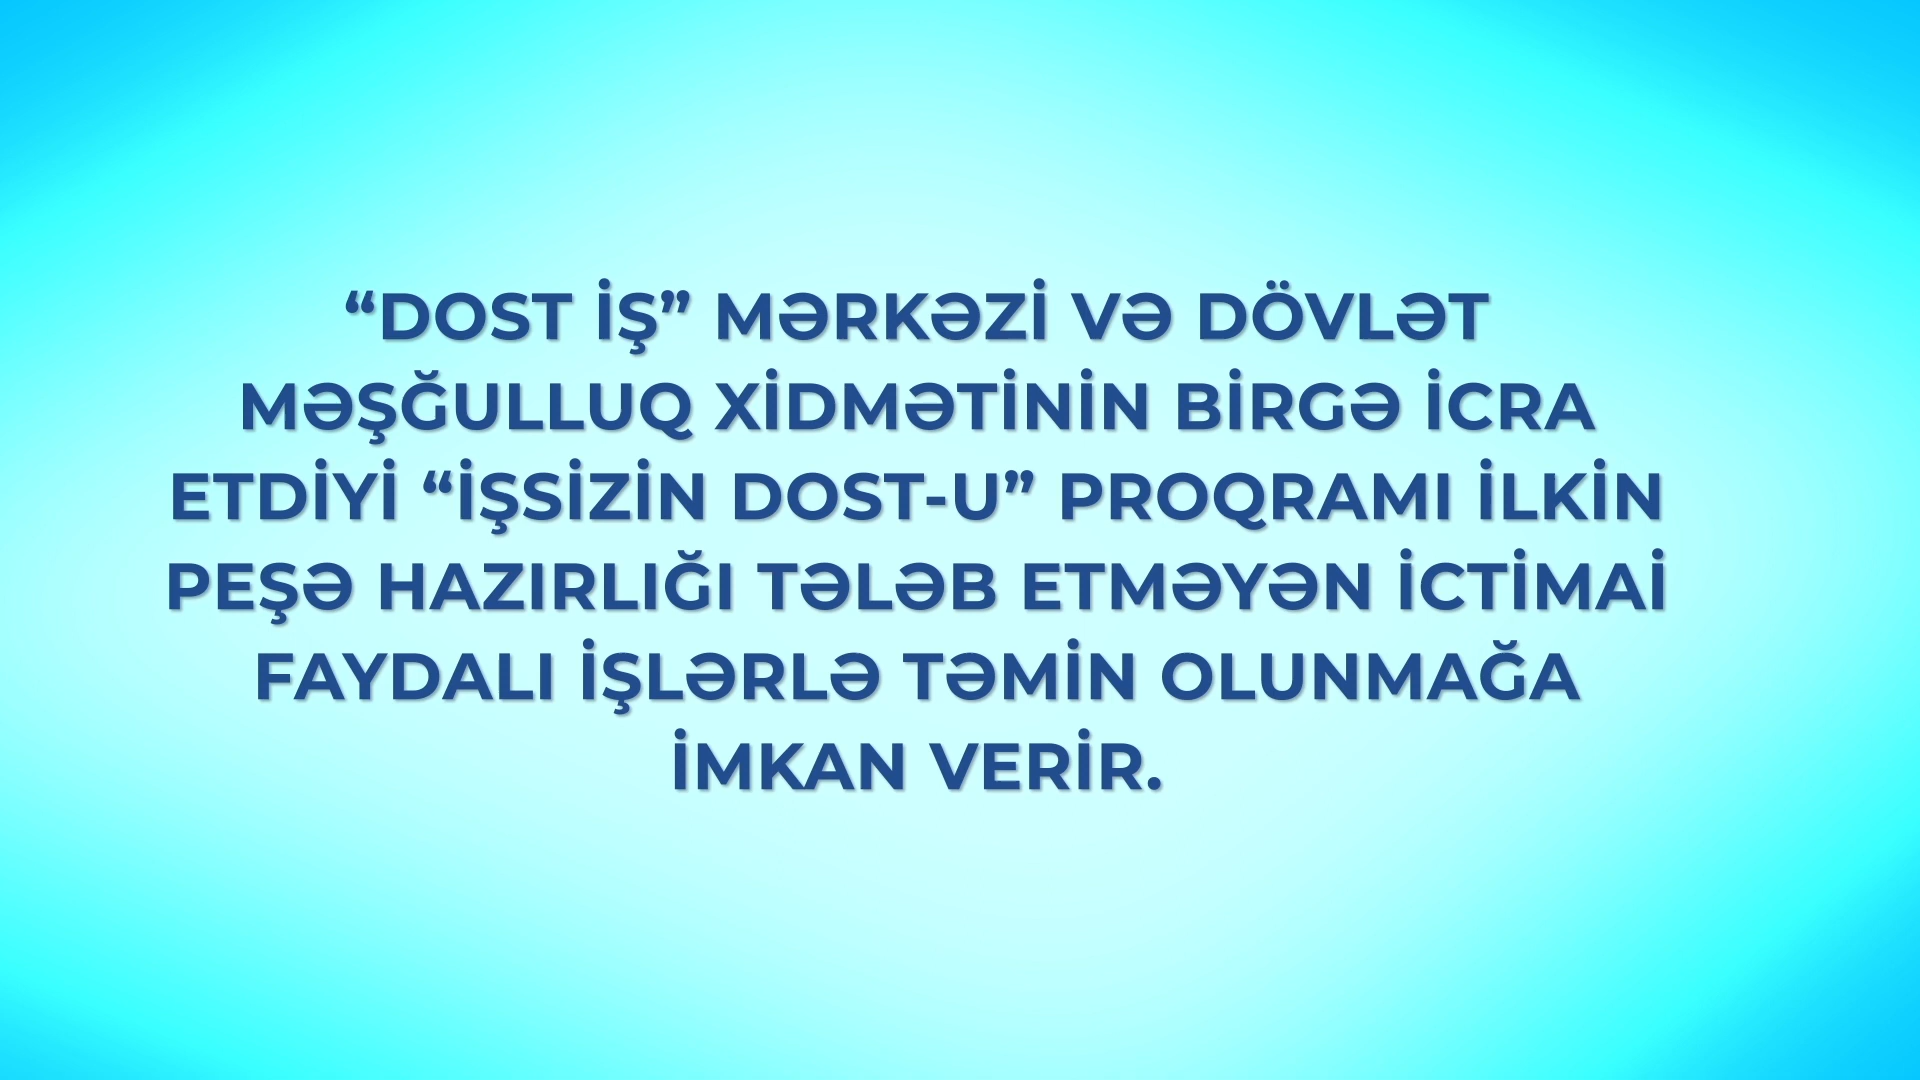 “DOST İŞ” MƏRKƏZİ VƏ DÖVLƏT
MƏŞĞULLUQ XİDMƏTİNİN BİRGƏ İCRA
ETDİYİ “İŞSİZİN DOST-U” PROQRAMI İLKİN
PEŞƏ HAZIRLIĞI TƏLƏB ETMƏYƏN İCTİMAİ
FAYDALI İŞLƏRLƏ TƏMİN OLUNMAĞA
İMKAN VERİR.